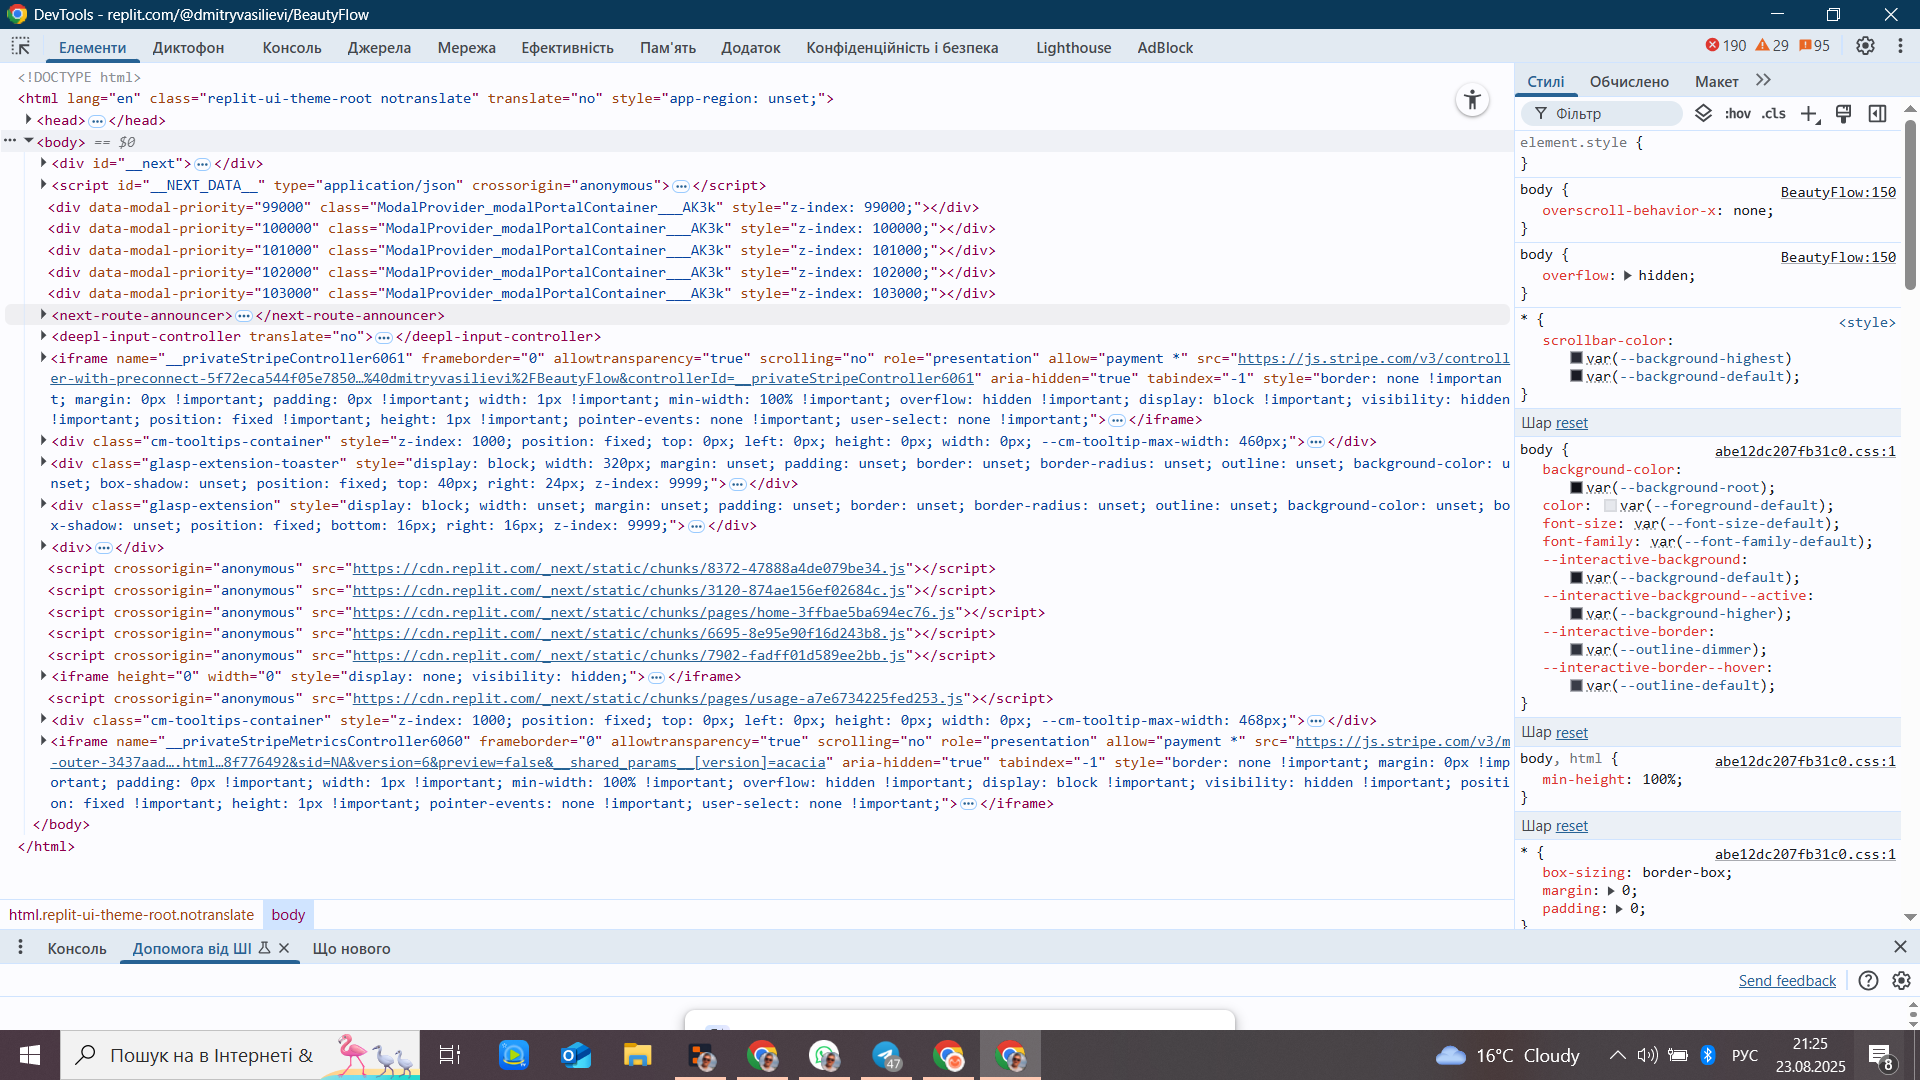 DevTools - replit.com/@dmitryvasilievi/BeautyFlow
Елементи Диктофон Консоль Джерела Мережа Ефективність Пам'ять Додаток Конфіденційність і безпека Lighthouse AdBlock 190 29 95
<!DOCTYPE html>
<html lang="en" class="replit-ui-theme-root notranslate" translate="no" style="app-region: unset;">
<head> ••• </head>
••• <body> == $0
<div id="__next"> ••• </div>
<script id="__NEXT_DATA__" type="application/json" crossorigin="anonymous"> ••• </script>
<div data-modal-priority="99000" class="ModalProvider_modalPortalContainer___AK3k" style="z-index: 99000;"></div>
<div data-modal-priority="100000" class="ModalProvider_modalPortalContainer___AK3k" style="z-index: 100000;"></div>
<div data-modal-priority="101000" class="ModalProvider_modalPortalContainer___AK3k" style="z-index: 101000;"></div>
<div data-modal-priority="102000" class="ModalProvider_modalPortalContainer___AK3k" style="z-index: 102000;"></div>
<div data-modal-priority="103000" class="ModalProvider_modalPortalContainer___AK3k" style="z-index: 103000;"></div>
<next-route-announcer> ••• </next-route-announcer>
<deepl-input-controller translate="no"> ••• </deepl-input-controller>
<iframe name="__privateStripeController6061" frameborder="0" allowtransparency="true" scrolling="no" role="presentation" allow="payment *" src="https://js.stripe.com/v3/controll
er-with-preconnect-5f72eca544f05e7850…%40dmitryvasilievi%2FBeautyFlow&controllerId=__privateStripeController6061" aria-hidden="true" tabindex="-1" style="border: none !importan
t; margin: 0px !important; padding: 0px !important; width: 1px !important; min-width: 100% !important; overflow: hidden !important; display: block !important; visibility: hidden
!important; position: fixed !important; height: 1px !important; pointer-events: none !important; user-select: none !important;"> ••• </iframe>
<div class="cm-tooltips-container" style="z-index: 1000; position: fixed; top: 0px; left: 0px; height: 0px; width: 0px; --cm-tooltip-max-width: 460px;"> ••• </div>
<div class="glasp-extension-toaster" style="display: block; width: 320px; margin: unset; padding: unset; border: unset; border-radius: unset; outline: unset; background-color: u
nset; box-shadow: unset; position: fixed; top: 40px; right: 24px; z-index: 9999;"> ••• </div>
<div class="glasp-extension" style="display: block; width: unset; margin: unset; padding: unset; border: unset; border-radius: unset; outline: unset; background-color: unset; bo
x-shadow: unset; position: fixed; bottom: 16px; right: 16px; z-index: 9999;"> ••• </div>
<div> ••• </div>
<script crossorigin="anonymous" src="https://cdn.replit.com/_next/static/chunks/8372-47888a4de079be34.js"></script>
<script crossorigin="anonymous" src="https://cdn.replit.com/_next/static/chunks/3120-874ae156ef02684c.js"></script>
<script crossorigin="anonymous" src="https://cdn.replit.com/_next/static/chunks/pages/home-3ffbae5ba694ec76.js"></script>
<script crossorigin="anonymous" src="https://cdn.replit.com/_next/static/chunks/6695-8e95e90f16d243b8.js"></script>
<script crossorigin="anonymous" src="https://cdn.replit.com/_next/static/chunks/7902-fadff01d589ee2bb.js"></script>
<iframe height="0" width="0" style="display: none; visibility: hidden;"> ••• </iframe>
<script crossorigin="anonymous" src="https://cdn.replit.com/_next/static/chunks/pages/usage-a7e6734225fed253.js"></script>
<div class="cm-tooltips-container" style="z-index: 1000; position: fixed; top: 0px; left: 0px; height: 0px; width: 0px; --cm-tooltip-max-width: 468px;"> ••• </div>
<iframe name="__privateStripeMetricsController6060" frameborder="0" allowtransparency="true" scrolling="no" role="presentation" allow="payment *" src="https://js.stripe.com/v3/m
-outer-3437aad….html…8f776492&sid=NA&version=6&preview=false&__shared_params__[version]=acacia" aria-hidden="true" tabindex="-1" style="border: none !important; margin: 0px !imp
ortant; padding: 0px !important; width: 1px !important; min-width: 100% !important; overflow: hidden !important; display: block !important; visibility: hidden !important; positi
on: fixed !important; height: 1px !important; pointer-events: none !important; user-select: none !important;"> ••• </iframe>
</body>
</html>
html.replit-ui-theme-root.notranslate body
Стилі Обчислено Макет
Фільтр :hov .cls
element.style {
}
body { BeautyFlow:150
overscroll-behavior-x: none;
}
body { BeautyFlow:150
overflow: hidden;
}
* { <style>
scrollbar-color:
var(--background-highest)
var(--background-default);
}
Шар reset
body { abe12dc207fb31c0.css:1
background-color:
var(--background-root);
color: var(--foreground-default);
font-size: var(--font-size-default);
font-family: var(--font-family-default);
--interactive-background:
var(--background-default);
--interactive-background--active:
var(--background-higher);
--interactive-border:
var(--outline-dimmer);
--interactive-border--hover:
var(--outline-default);
}
Шар reset
body, html { abe12dc207fb31c0.css:1
min-height: 100%;
}
Шар reset
* { abe12dc207fb31c0.css:1
box-sizing: border-box;
margin: 0;
padding: 0;
}
Консоль Допомога від ШІ Що нового
Send feedback
Пошук на в Інтернеті &
47
16°C Cloudy
РУС
21:25
23.08.2025
8